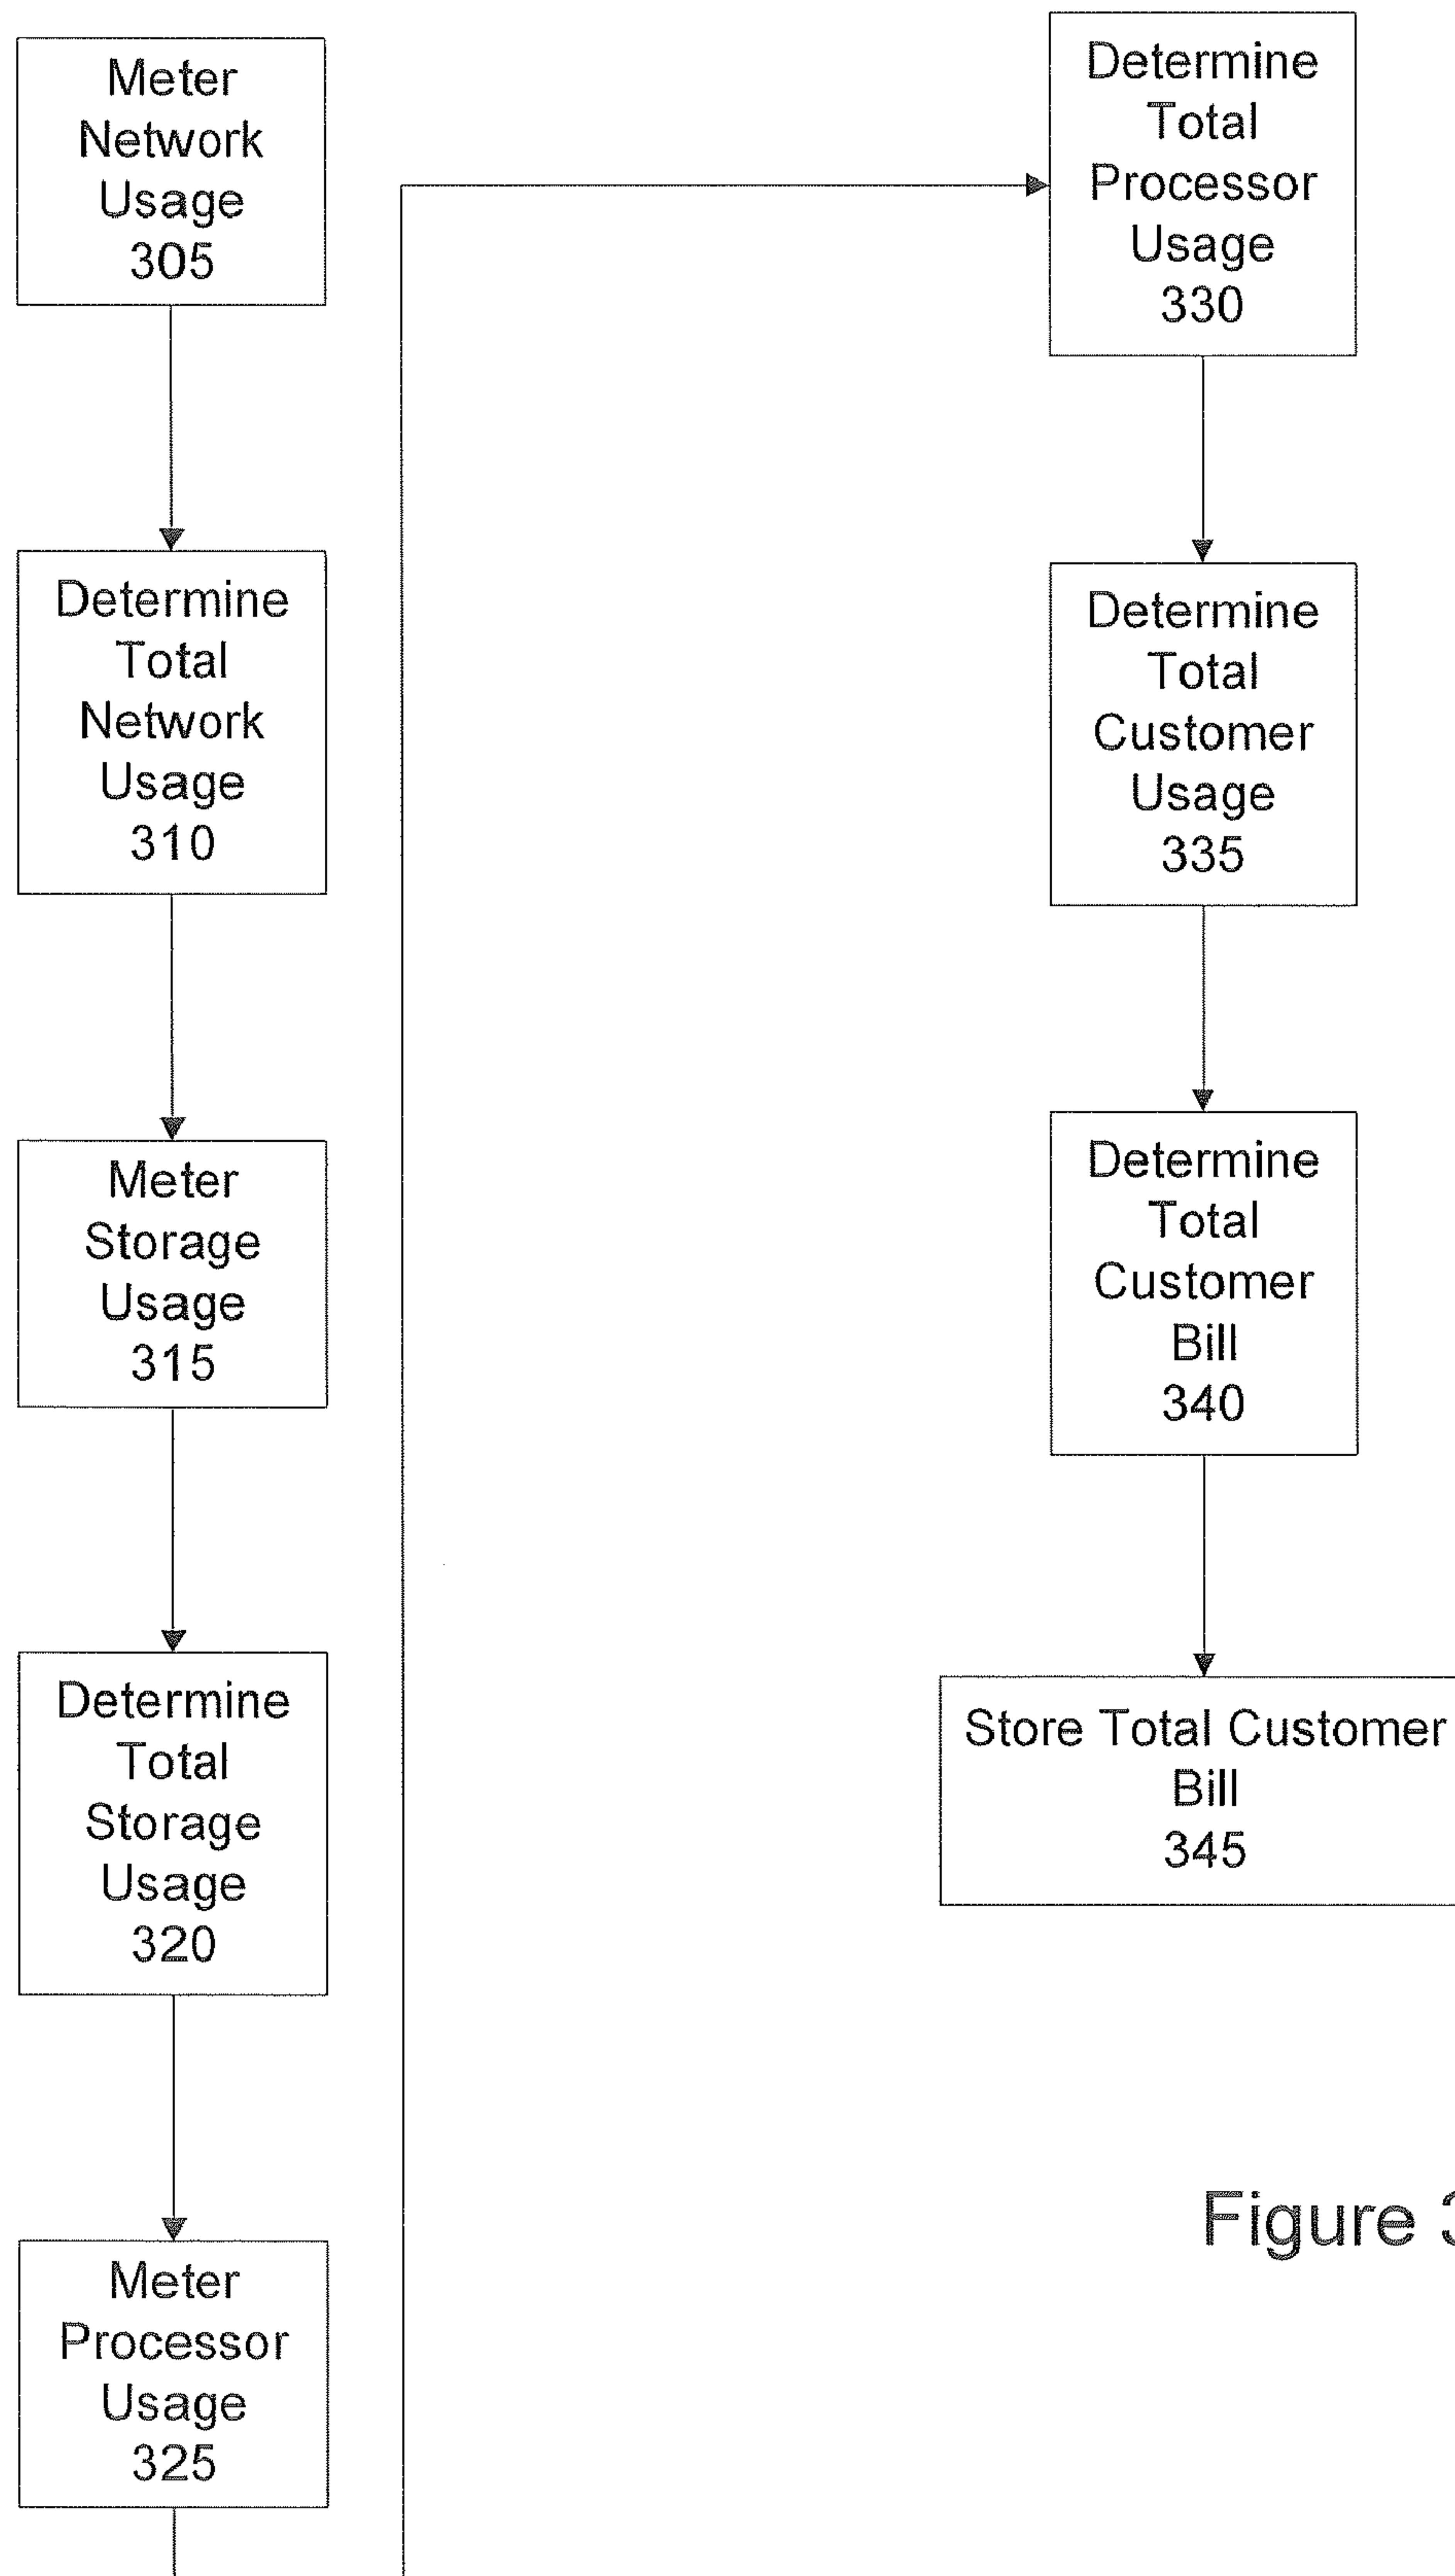 Meter
Network
Usage
305
Determine
Total
Network
Usage
310
Meter
Storage
Usage
315
Determine
Total
Storage
Usage
320
Meter
Processor
Usage
325
Determine
Total
Processor
Usage
330
Determine
Total
Customer
Usage
335
Determine
Total
Customer
Bill
340
Store Total Customer
Bill
345
Figure 3